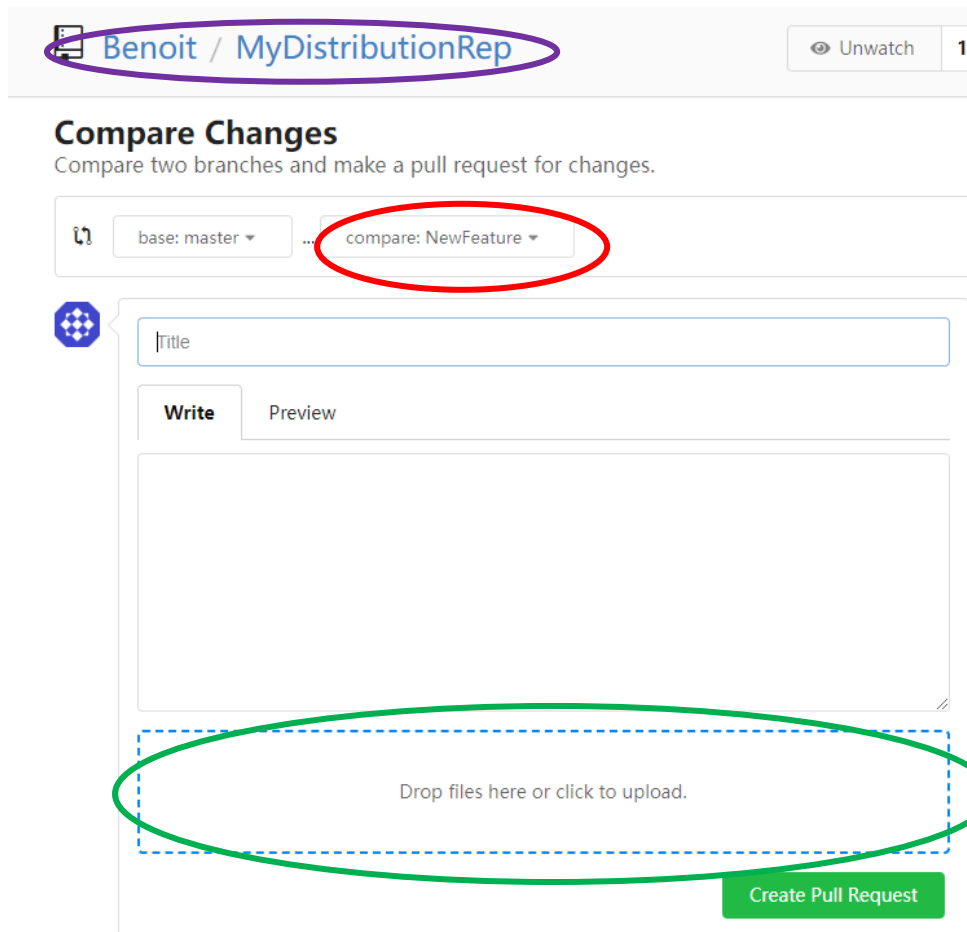 Benoit / MyDistributionRep
Unwatch 1
Compare Changes
Compare two branches and make a pull request for changes.
base: master ... compare: NewFeature
Title
Write Preview
Drop files here or click to upload.
Create Pull Request